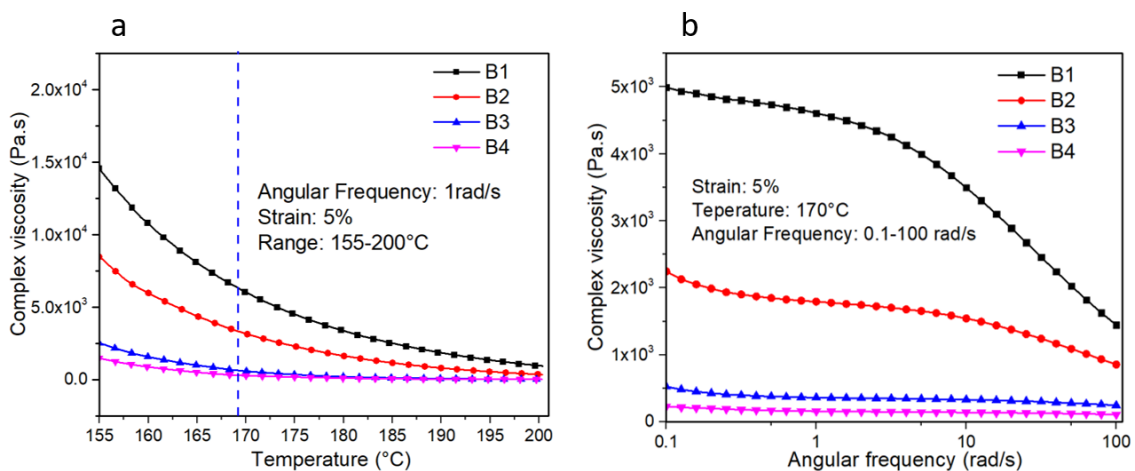 a
Complex viscosity (Pa.s)
2.0x10⁴
1.5x10⁴
1.0x10⁴
5.0x10³
0.0
B1
B2
B3
B4
Angular Frequency: 1rad/s
Strain: 5%
Range: 155-200°C
155 160 165 170 175 180 185 190 195 200
Temperature (°C)
b
Complex viscosity (Pa.s)
5x10³
4x10³
3x10³
2x10³
1x10³
0
B1
B2
B3
B4
Strain: 5%
Teperature: 170°C
Angular Frequency: 0.1-100 rad/s
0.1 1 10 100
Angular frequency (rad/s)